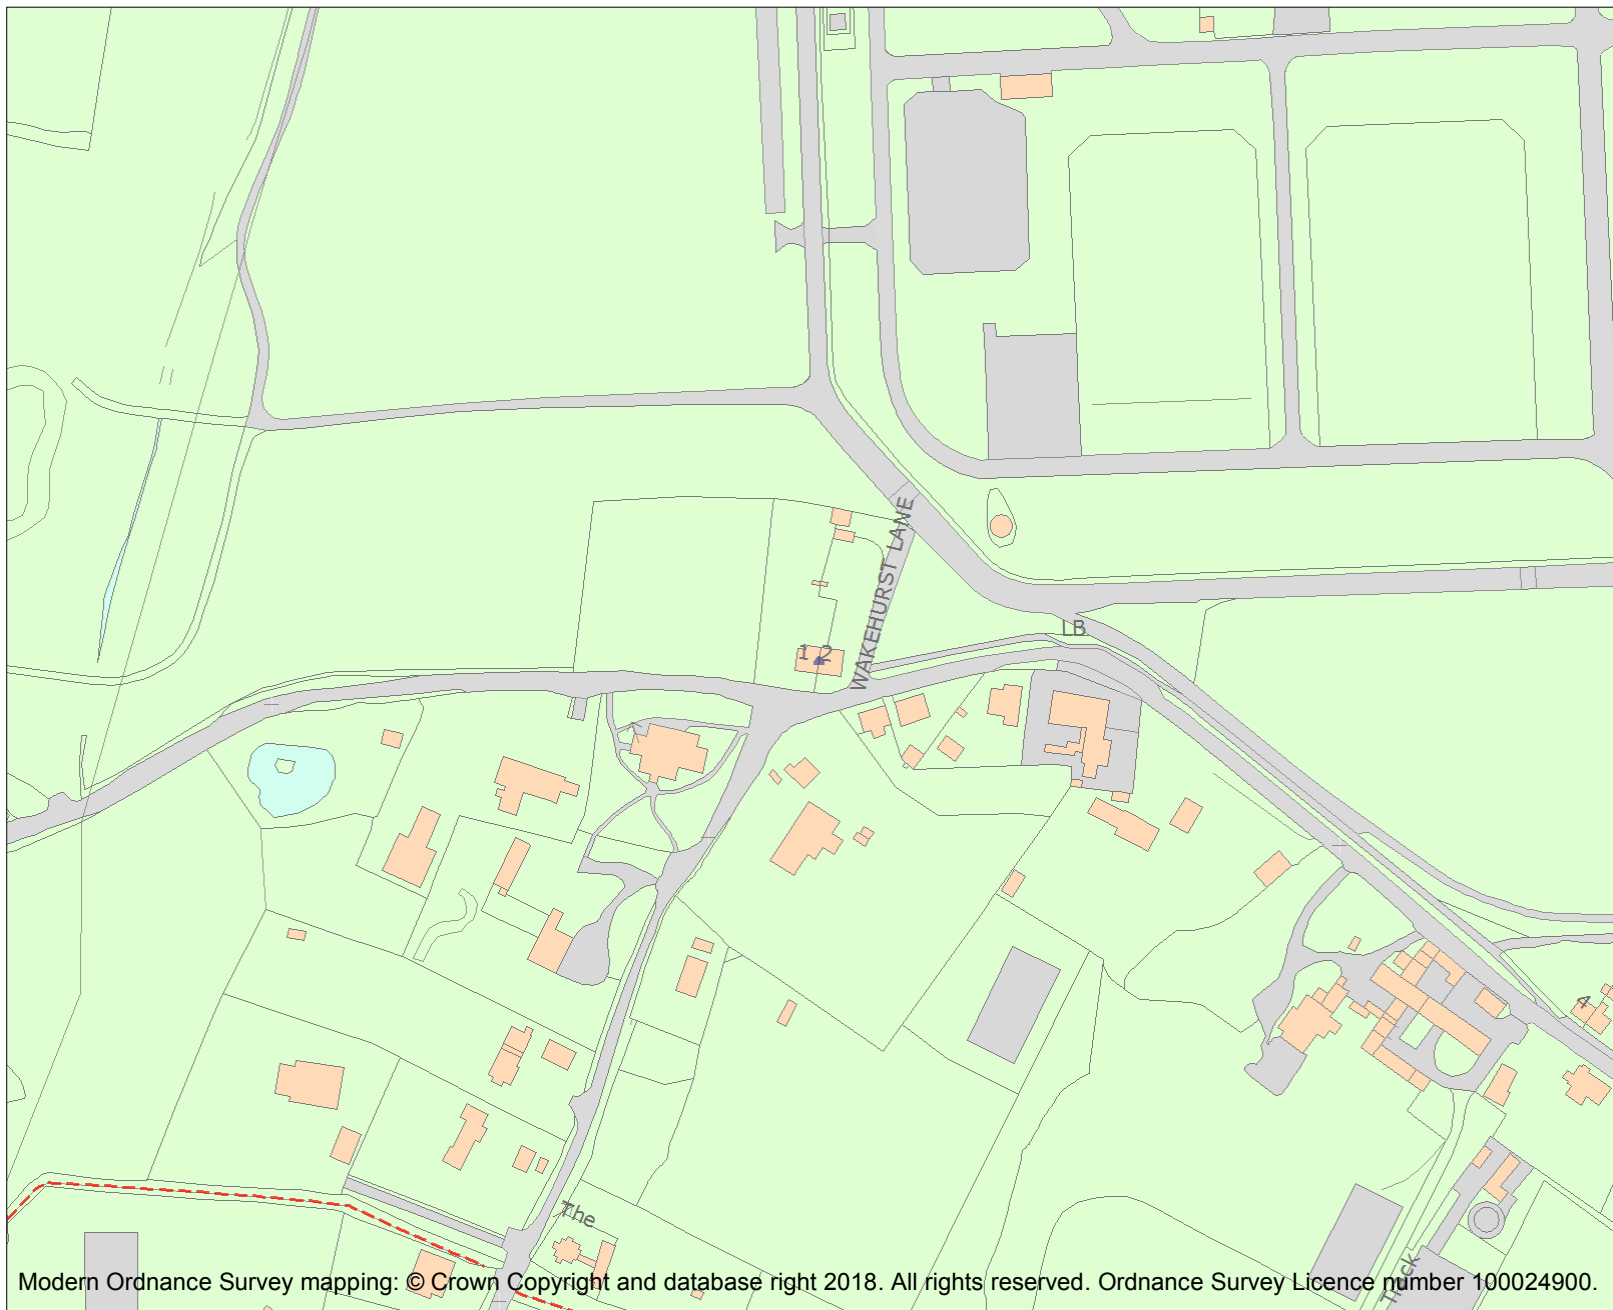 WAKEHURST LANE
LB
1 2
4
The
Track
Modern Ordnance Survey mapping: © Crown Copyright and database right 2018. All rights reserved. Ordnance Survey Licence number 100024900.